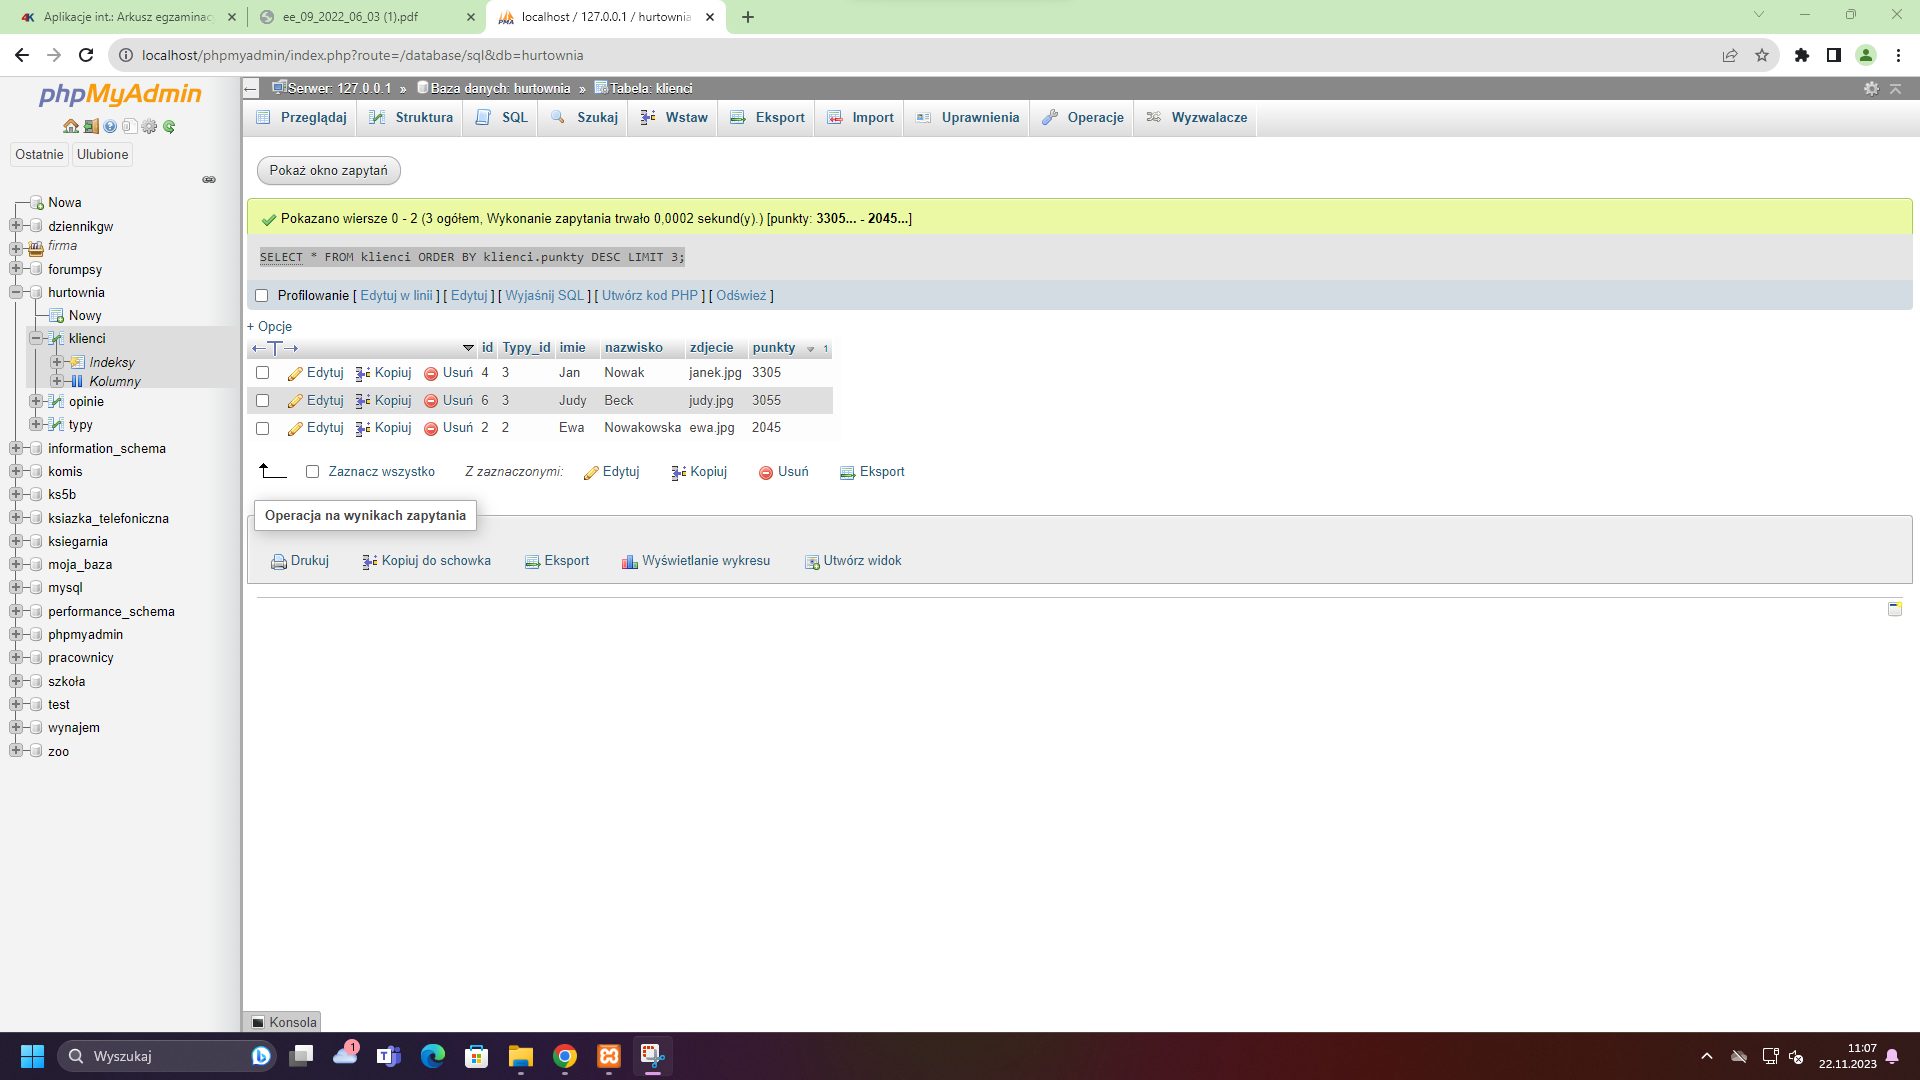 Aplikacje int.: Arkusz egzaminac
ee_09_2022_06_03 (1).pdf
localhost / 127.0.0.1 / hurtownia
localhost/phpmyadmin/index.php?route=/database/sql&db=hurtownia
phpMyAdmin
Ostatnie
Ulubione
Nowa
dziennikgw
firma
forumpsy
hurtownia
Nowy
klienci
Indeksy
Kolumny
opinie
typy
information_schema
komis
ks5b
ksiazka_telefoniczna
ksiegarnia
moja_baza
mysql
performance_schema
phpmyadmin
pracownicy
szkoła
test
wynajem
zoo
Serwer: 127.0.0.1 » Baza danych: hurtownia » Tabela: klienci
Przeglądaj Struktura SQL Szukaj Wstaw Eksport Import Uprawnienia Operacje Wyzwalacze
Pokaż okno zapytań
Pokazano wiersze 0 - 2 (3 ogółem, Wykonanie zapytania trwało 0,0002 sekund(y).) [punkty: 3305... - 2045...]
SELECT * FROM klienci ORDER BY klienci.punkty DESC LIMIT 3;
Profilowanie [ Edytuj w linii ] [ Edytuj ] [ Wyjaśnij SQL ] [ Utwórz kod PHP ] [ Odśwież ]
+ Opcje
←T→ id Typy_id imie nazwisko zdjecie punkty 1
Edytuj Kopiuj Usuń 4 3 Jan Nowak janek.jpg 3305
Edytuj Kopiuj Usuń 6 3 Judy Beck judy.jpg 3055
Edytuj Kopiuj Usuń 2 2 Ewa Nowakowska ewa.jpg 2045
Zaznacz wszystko Z zaznaczonymi: Edytuj Kopiuj Usuń Eksport
Operacja na wynikach zapytania
Drukuj Kopiuj do schowka Eksport Wyświetlanie wykresu Utwórz widok
Konsola
Wyszukaj
1
11:07
22.11.2023